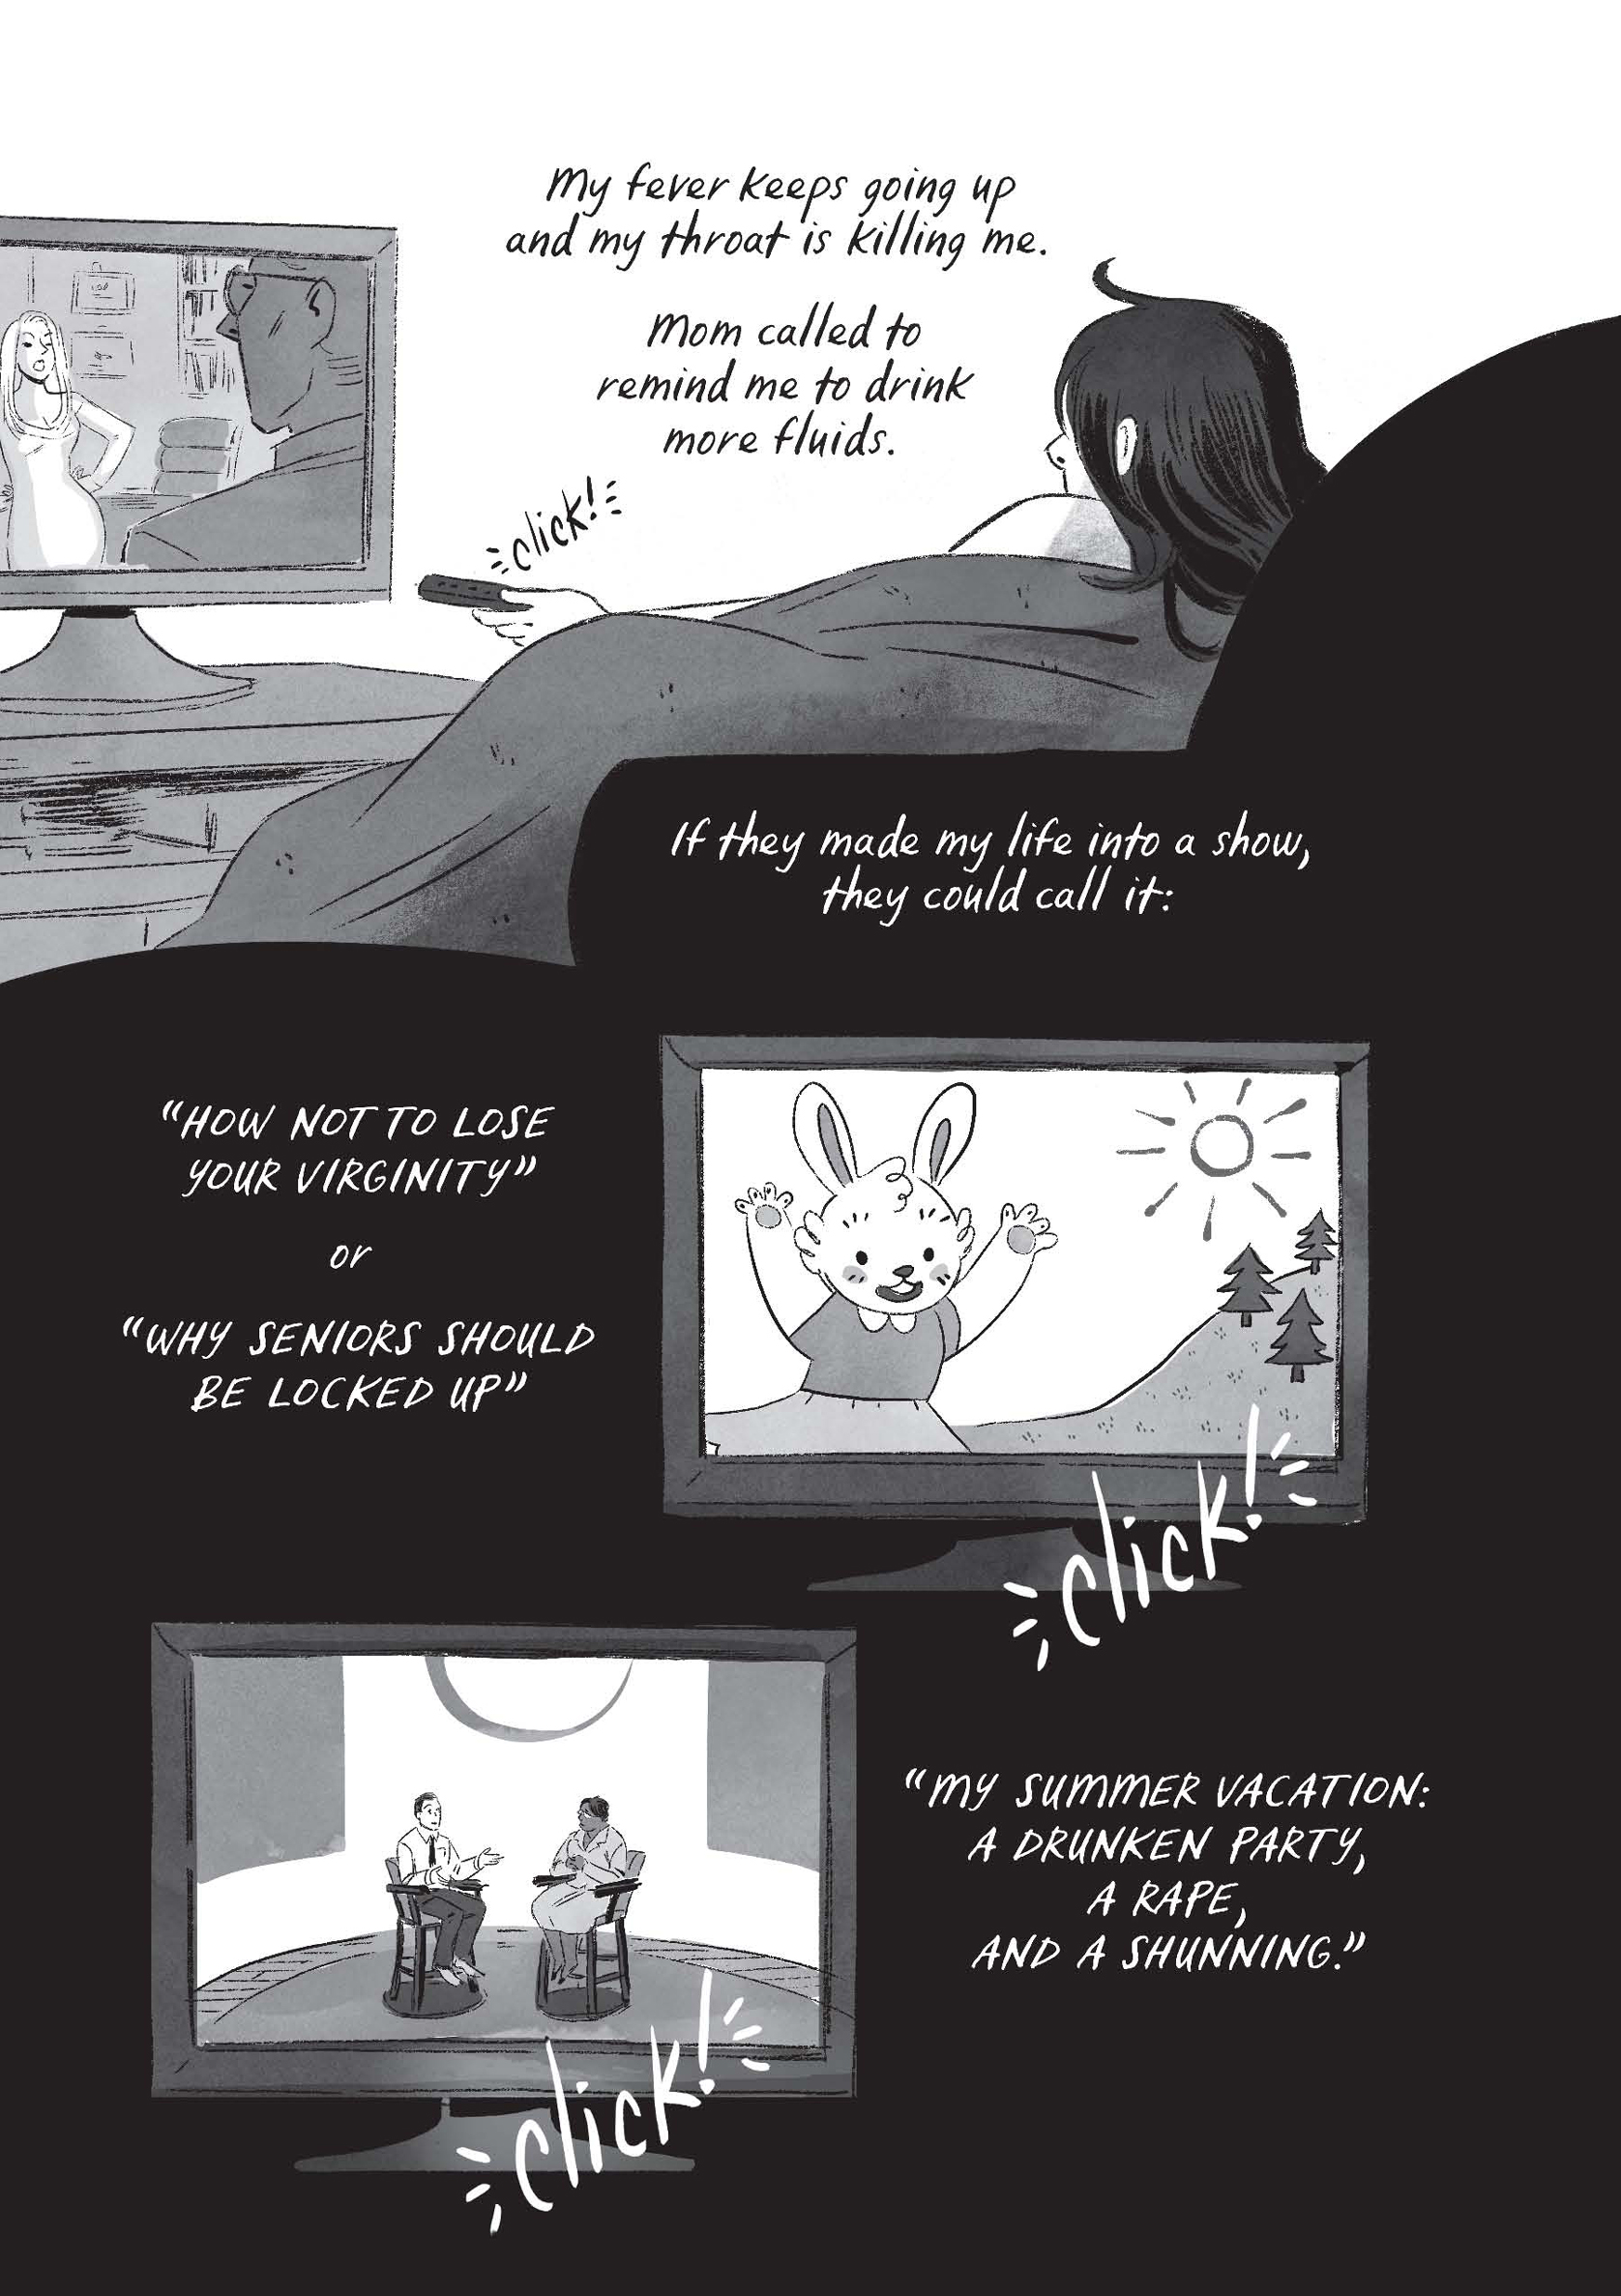 My fever keeps going up
and my throat is killing me.
Mom called to
remind me to drink
more fluids.
click!
If they made my life into a show,
they could call it:
"HOW NOT TO LOSE
YOUR VIRGINITY"
or
"WHY SENIORS SHOULD
BE LOCKED UP"
click!
"MY SUMMER VACATION:
A DRUNKEN PARTY,
A RAPE,
AND A SHUNNING."
click!